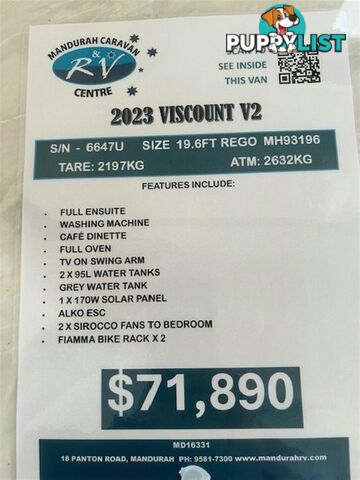 PUPPYLIST
MANDURAH CARAVAN
& RV
CENTRE
SEE INSIDE
THIS VAN
2023 VISCOUNT V2
S/N - 6647U SIZE 19.6FT REGO MH93196
TARE: 2197KG ATM: 2632KG
FEATURES INCLUDE:
• FULL ENSUITE
• WASHING MACHINE
• CAFÉ DINETTE
• FULL OVEN
• TV ON SWING ARM
• 2 X 95L WATER TANKS
• GREY WATER TANK
• 1 X 170W SOLAR PANEL
• ALKO ESC
• 2 X SIROCCO FANS TO BEDROOM
• FIAMMA BIKE RACK X 2
$71,890
MD16331
18 PANTON ROAD, MANDURAH PH: 9581-7300 www.mandurahrv.com